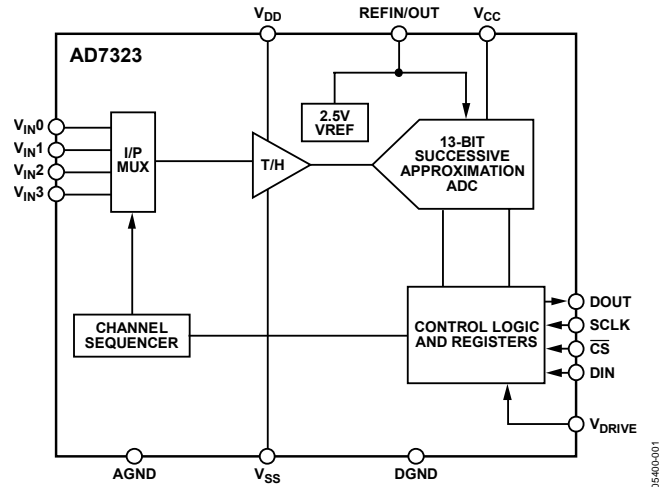 VDD
REFIN/OUT
VCC
AD7323
2.5V
VREF
VIN0
VIN1
VIN2
VIN3
I/P
MUX
T/H
13-BIT
SUCCESSIVE
APPROXIMATION
ADC
CHANNEL
SEQUENCER
CONTROL LOGIC
AND REGISTERS
DOUT
SCLK
CS
DIN
VDRIVE
AGND
VSS
DGND
05400-001